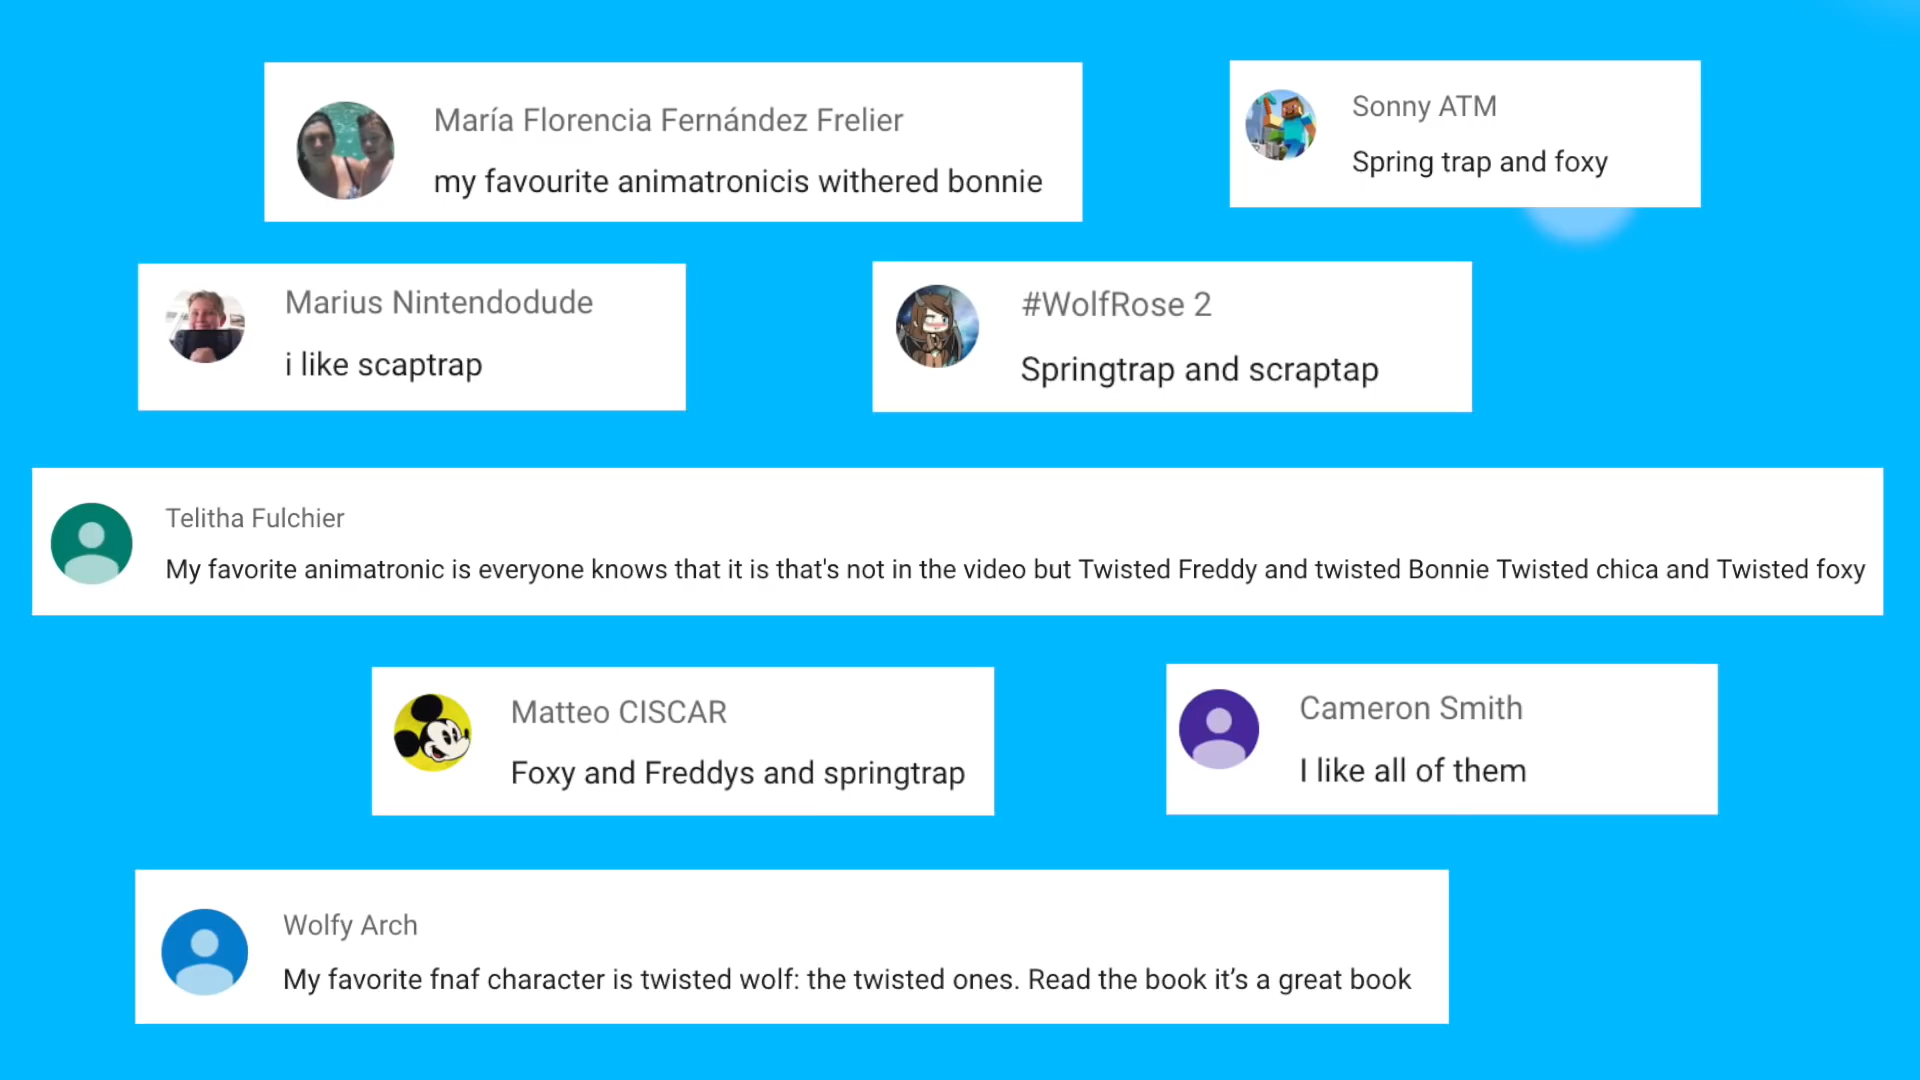 María Florencia Fernández Frelier
my favourite animatronicis withered bonnie
Sonny ATM
Spring trap and foxy
Marius Nintendodude
i like scaptrap
#WolfRose 2
Springtrap and scraptap
Telitha Fulchier
My favorite animatronic is everyone knows that it is that's not in the video but Twisted Freddy and twisted Bonnie Twisted chica and Twisted foxy
Matteo CISCAR
Foxy and Freddys and springtrap
Cameron Smith
I like all of them
Wolfy Arch
My favorite fnaf character is twisted wolf: the twisted ones. Read the book it’s a great book